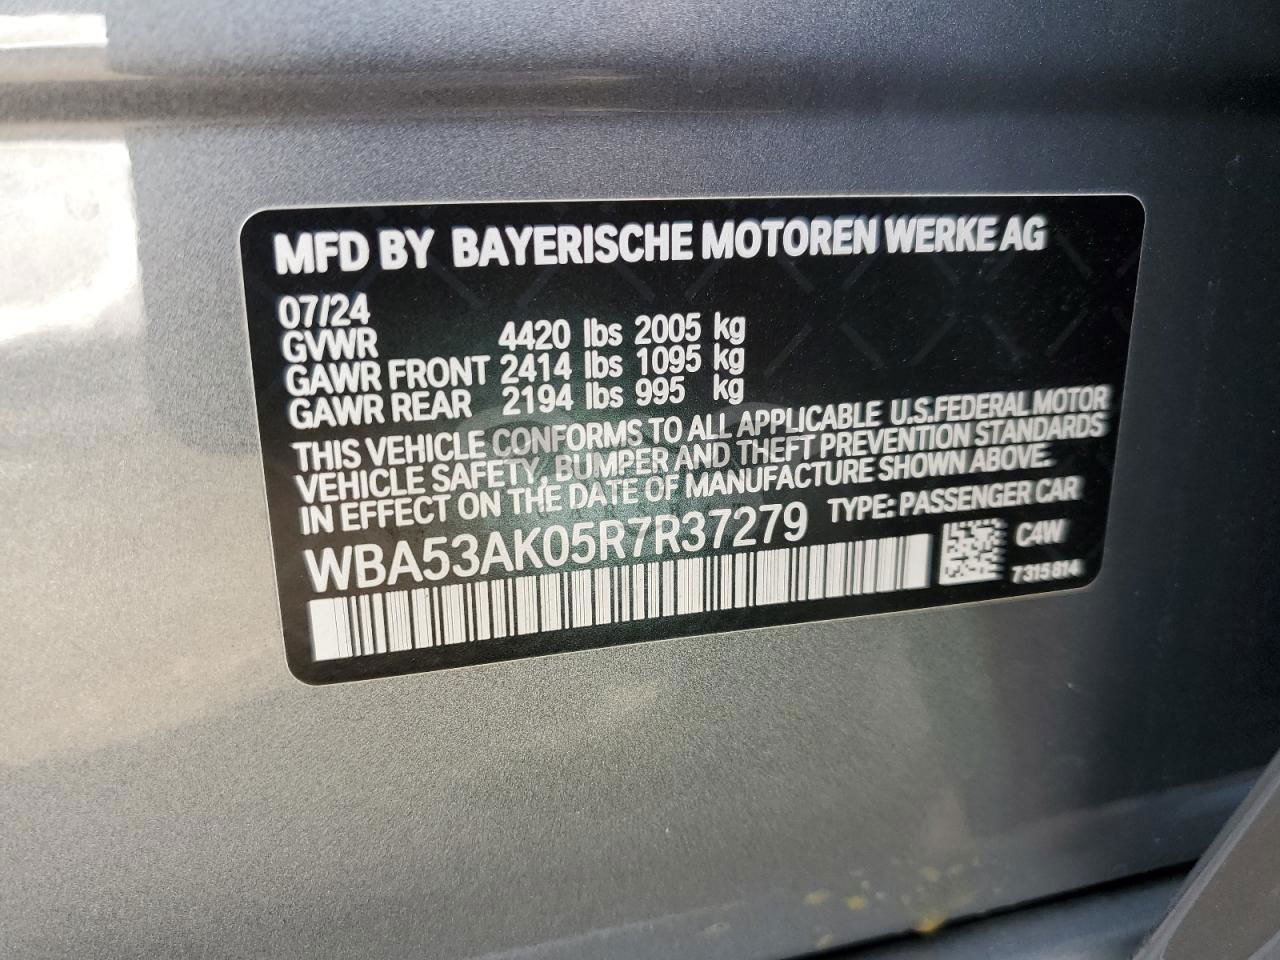 MFD BY BAYERISCHE MOTOREN WERKE AG
07/24
GVWR 4420 lbs 2005 kg
GAWR FRONT 2414 lbs 1095 kg
GAWR REAR 2194 lbs 995 kg
THIS VEHICLE CONFORMS TO ALL APPLICABLE U.S.FEDERAL MOTOR
VEHICLE SAFETY, BUMPER AND THEFT PREVENTION STANDARDS
IN EFFECT ON THE DATE OF MANUFACTURE SHOWN ABOVE.
WBA53AK05R7R37279 TYPE: PASSENGER CAR
C4W
7315814